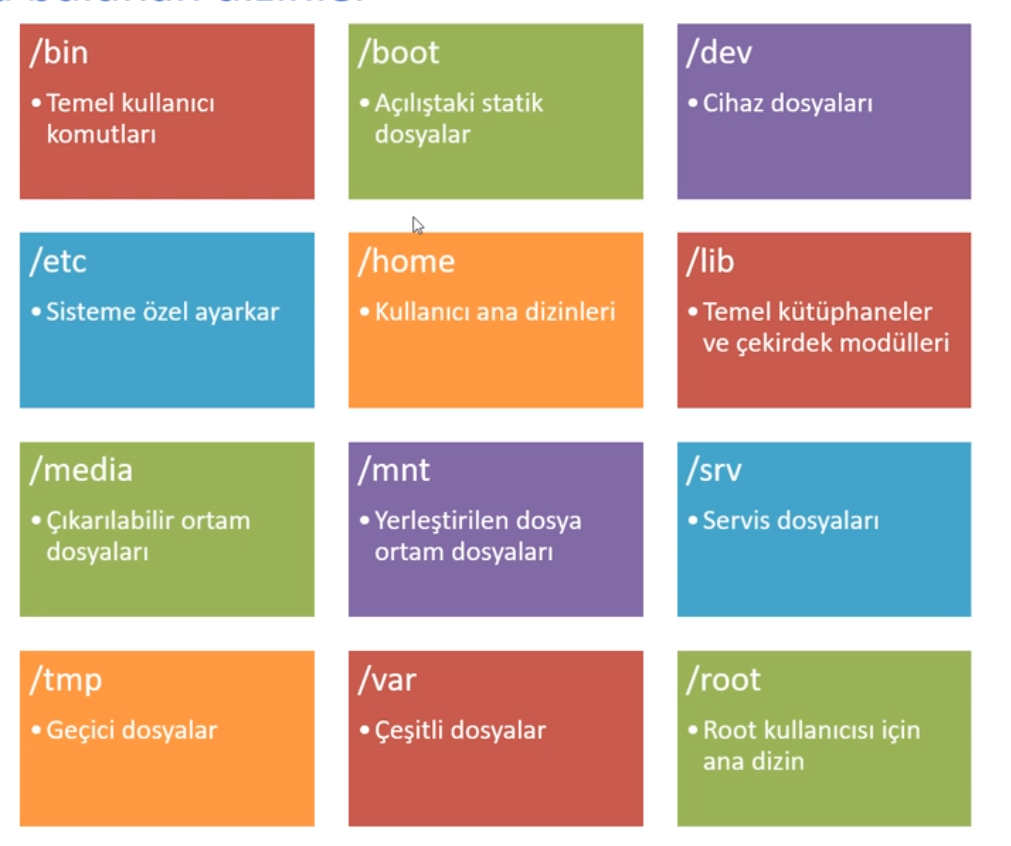 /bin
• Temel kullanıcı
komutları
/boot
• Açılıştaki statik
dosyalar
/dev
• Cihaz dosyaları
/etc
• Sisteme özel ayarkar
/home
• Kullanıcı ana dizinleri
/lib
• Temel kütüphaneler
ve çekirdek modülleri
/media
• Çıkarılabilir ortam
dosyaları
/mnt
• Yerleştirilen dosya
ortam dosyaları
/srv
• Servis dosyaları
/tmp
• Geçici dosyalar
/var
• Çeşitli dosyalar
/root
• Root kullanıcısı için
ana dizin